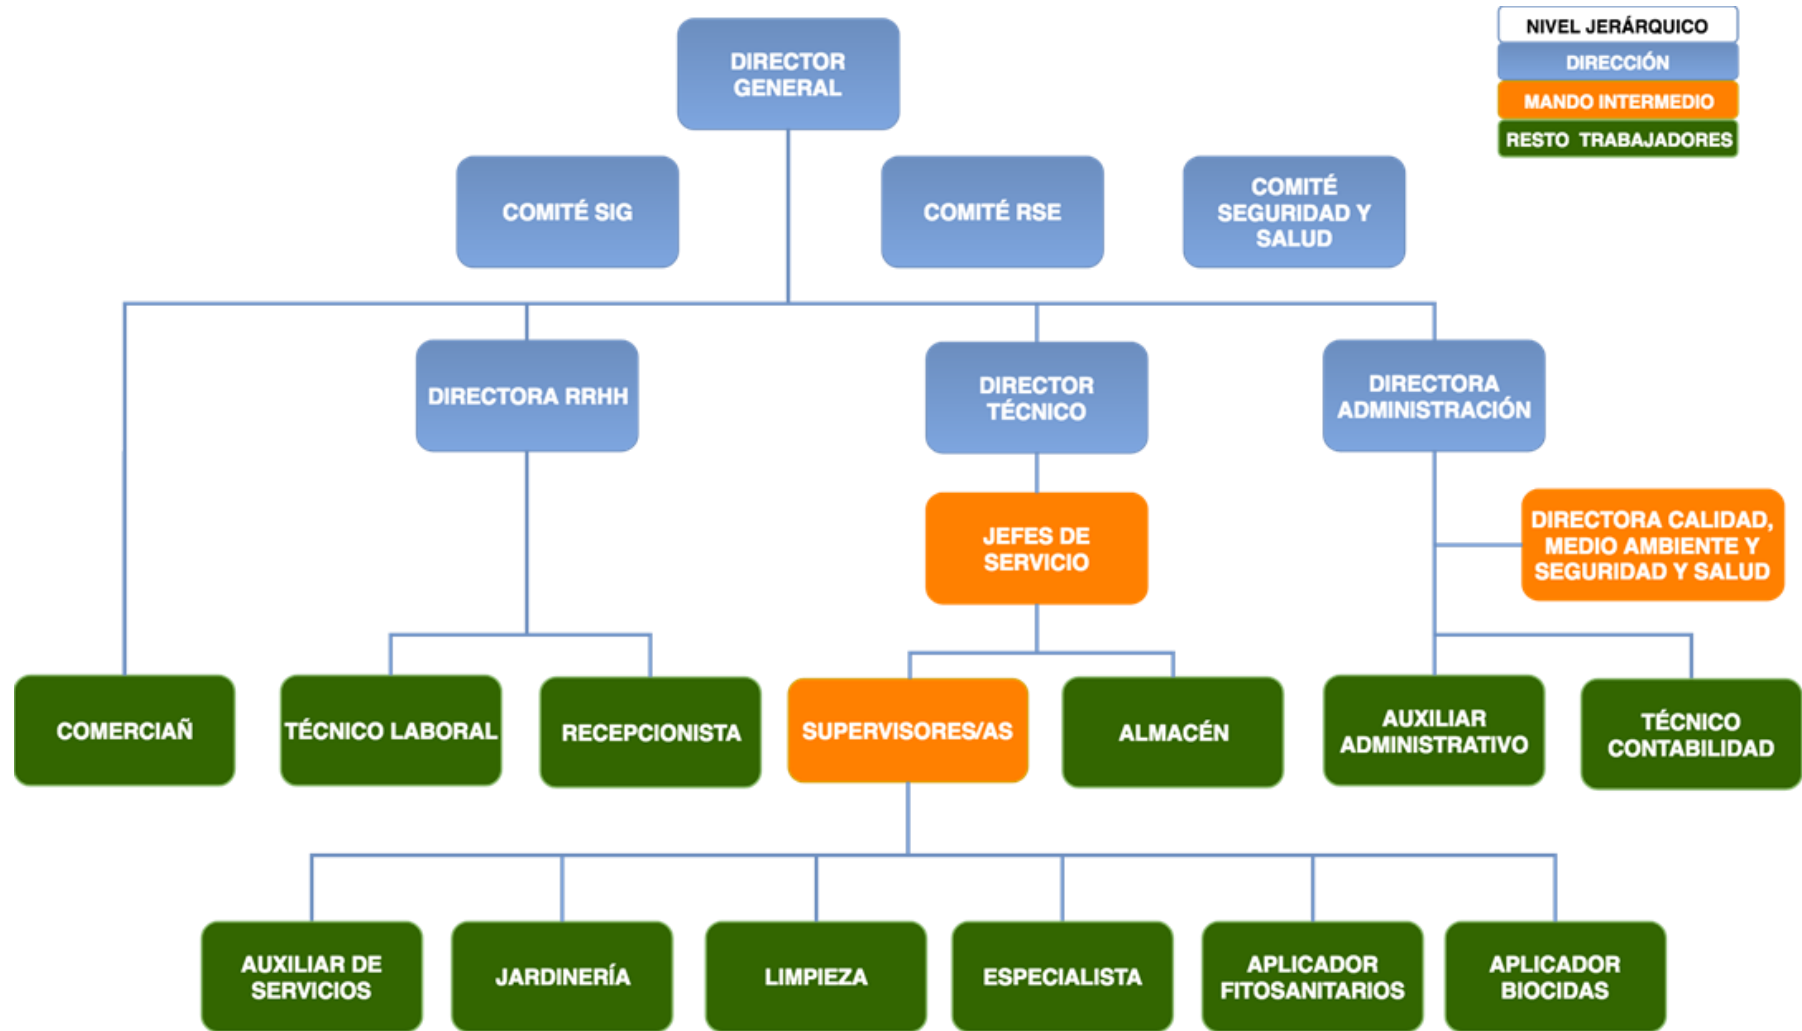 NIVEL JERÁRQUICO
DIRECCIÓN
MANDO INTERMEDIO
RESTO TRABAJADORES
DIRECTOR
GENERAL
COMITÉ SIG
COMITÉ RSE
COMITÉ
SEGURIDAD Y
SALUD
DIRECTORA RRHH
DIRECTOR
TÉCNICO
DIRECTORA
ADMINISTRACIÓN
JEFES DE
SERVICIO
DIRECTORA CALIDAD,
MEDIO AMBIENTE Y
SEGURIDAD Y SALUD
COMERCIAÑ
TÉCNICO LABORAL
RECEPCIONISTA
SUPERVISORES/AS
ALMACÉN
AUXILIAR
ADMINISTRATIVO
TÉCNICO
CONTABILIDAD
AUXILIAR DE
SERVICIOS
JARDINERÍA
LIMPIEZA
ESPECIALISTA
APLICADOR
FITOSANITARIOS
APLICADOR
BIOCIDAS